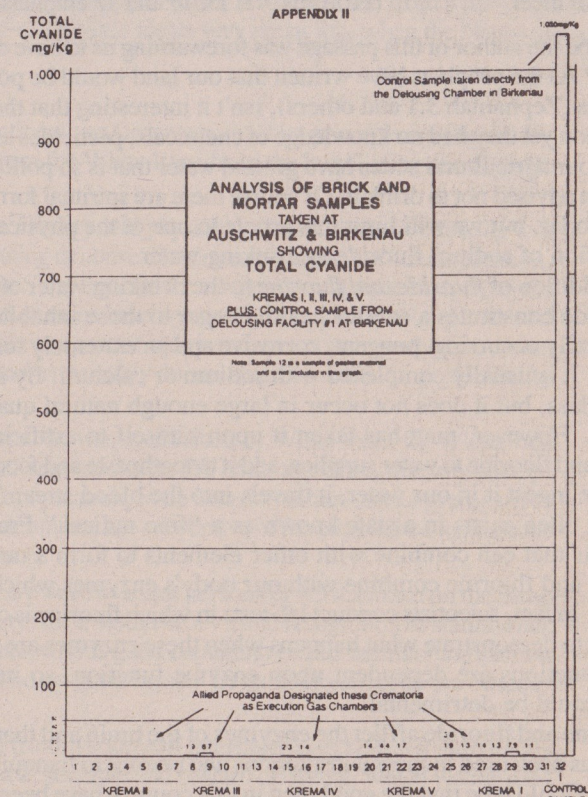 APPENDIX II
TOTAL
CYANIDE
mg/Kg
1.050mg/Kg
1,000
Control Sample taken directly from
the Delousing Chamber in Birkenau
900
800
700
600
500
400
300
200
100
ANALYSIS OF BRICK AND
MORTAR SAMPLES
TAKEN AT
AUSCHWITZ & BIRKENAU
SHOWING
TOTAL CYANIDE
KREMAS I, II, III, IV, & V.
PLUS: CONTROL SAMPLE FROM
DELOUSING FACILITY #1 AT BIRKENAU
Note: Sample 12 is a sample of gasket material
and is not included in this graph.
Allied Propaganda Designated these Crematoria
as Execution Gas Chambers
1 2 3 4 5 6 7 8 9 10 11 12 13 14 15 16 17 18 19 20 21 22 23 24 25 26 27 28 29 30 31 32
KREMA II KREMA III KREMA IV KREMA V KREMA I